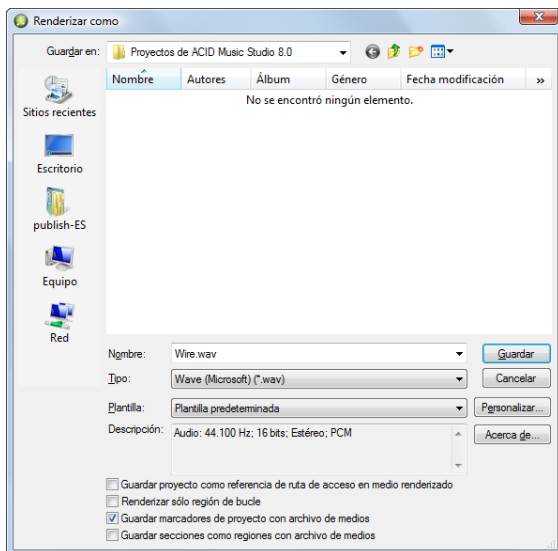 Renderizar como
Guardar en: Proyectos de ACID Music Studio 8.0
Nombre Autores Álbum Género Fecha modificación »
No se encontró ningún elemento.
Sitios recientes
Escritorio
publish-ES
Equipo
Red
Nombre: Wire.wav Guardar
Tipo: Wave (Microsoft) (*.wav) Cancelar
Plantilla: Plantilla predeterminada Personalizar...
Descripción: Audio: 44.100 Hz; 16 bits; Estéreo; PCM Acerca de...
Guardar proyecto como referencia de ruta de acceso en medio renderizado
Renderizar sólo región de bucle
Guardar marcadores de proyecto con archivo de medios
Guardar secciones como regiones con archivo de medios